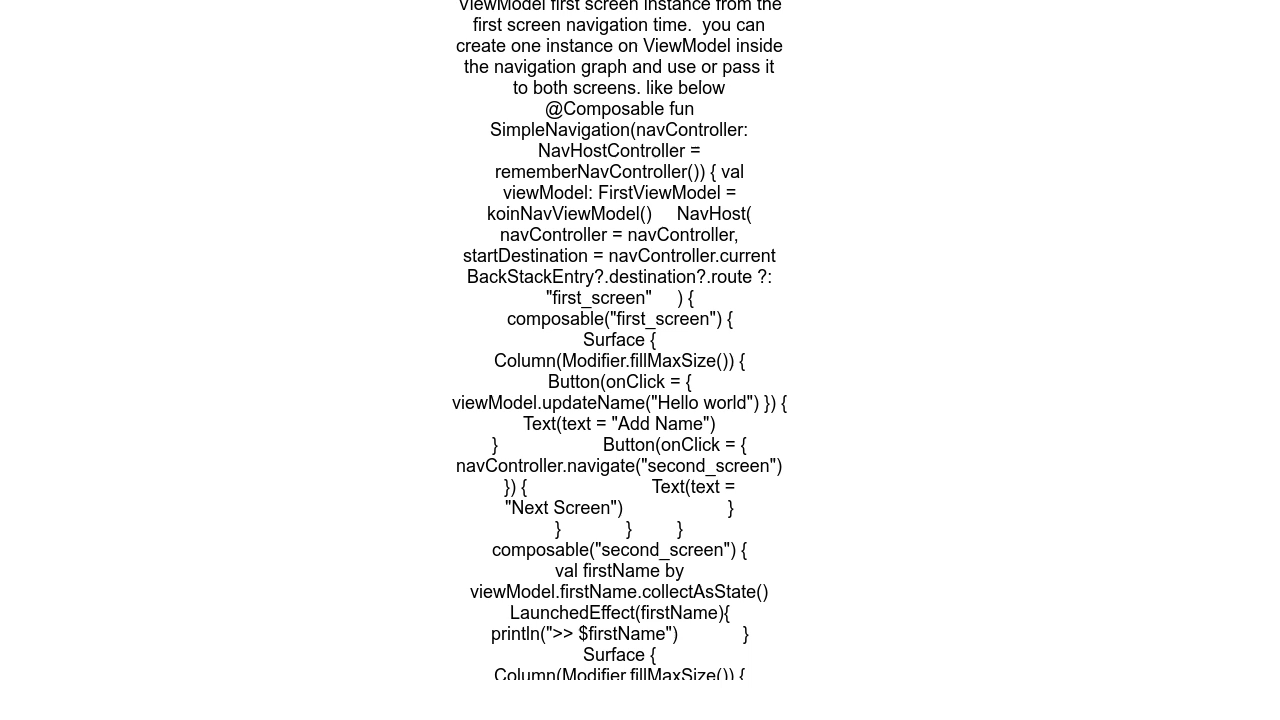 ViewModel first screen instance from the
first screen navigation time.  you can
create one instance on ViewModel inside
the navigation graph and use or pass it
to both screens. like below
@Composable fun
SimpleNavigation(navController:
NavHostController =
rememberNavController()) { val
viewModel: FirstViewModel =
koinNavViewModel()     NavHost(
navController = navController,
startDestination = navController.current
BackStackEntry?.destination?.route ?:
"first_screen"     ) {
composable("first_screen") {
Surface {
Column(Modifier.fillMaxSize()) {
Button(onClick = {
viewModel.updateName("Hello world") }) {
Text(text = "Add Name")
}                     Button(onClick = {
navController.navigate("second_screen")
}) {                         Text(text =
"Next Screen")                     }
}             }         }
composable("second_screen") {
val firstName by
viewModel.firstName.collectAsState()
LaunchedEffect(firstName){
println(">> $firstName")             }
Surface {
Column(Modifier.fillMaxSize()) {